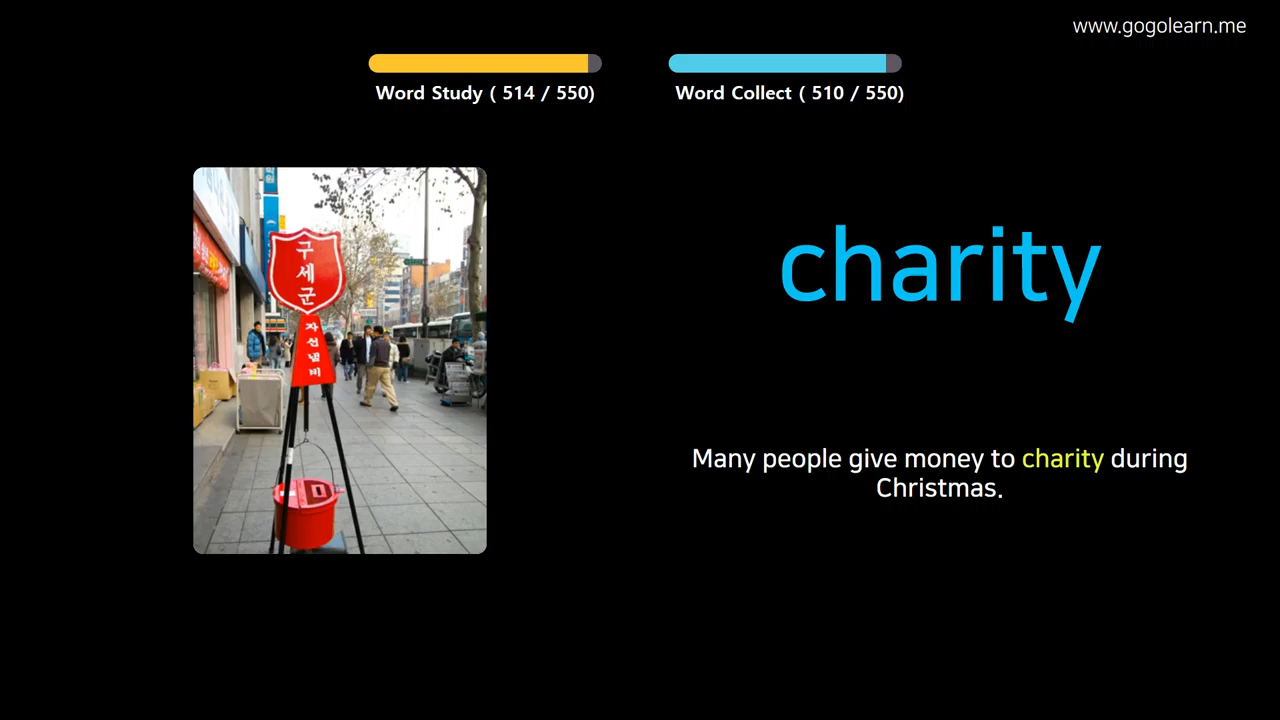 www.gogolearn.me
Word Study ( 514 / 550)
Word Collect ( 510 / 550)
구
세
군
자
선
냄
비
charity
Many people give money to charity during
Christmas.